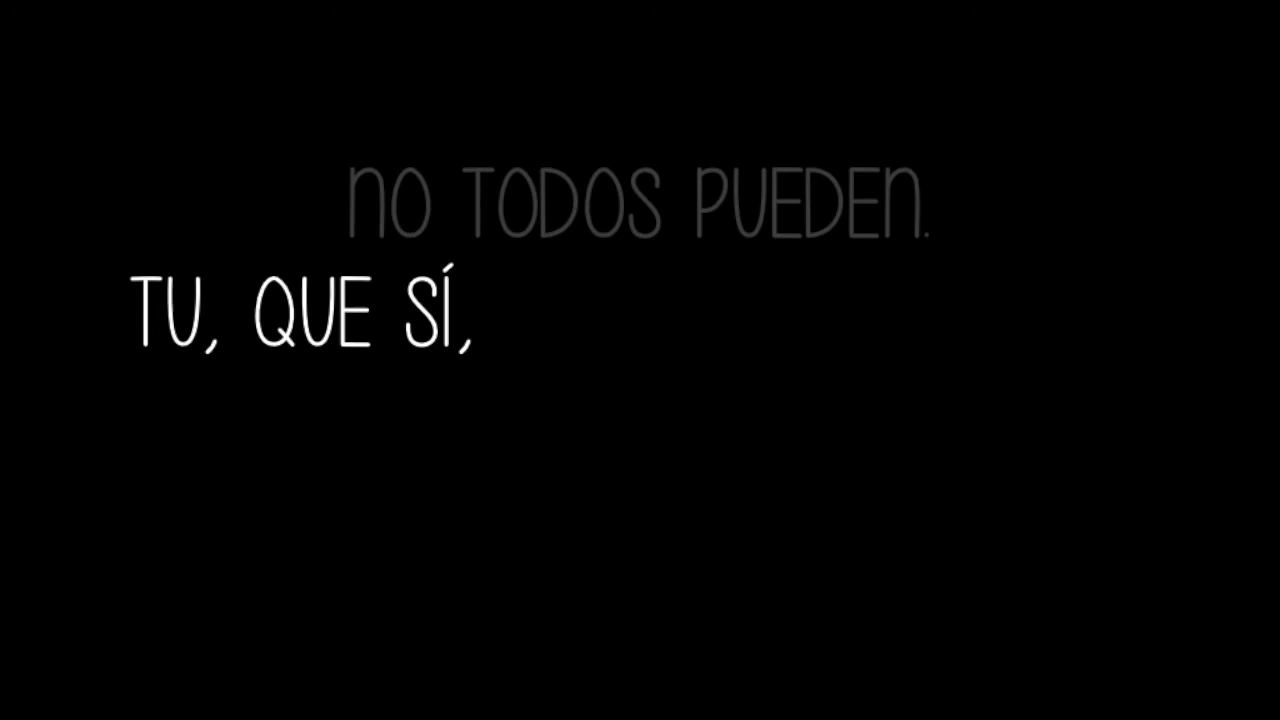 NO TODOS PUEDEN.
TU, QUE SÍ,